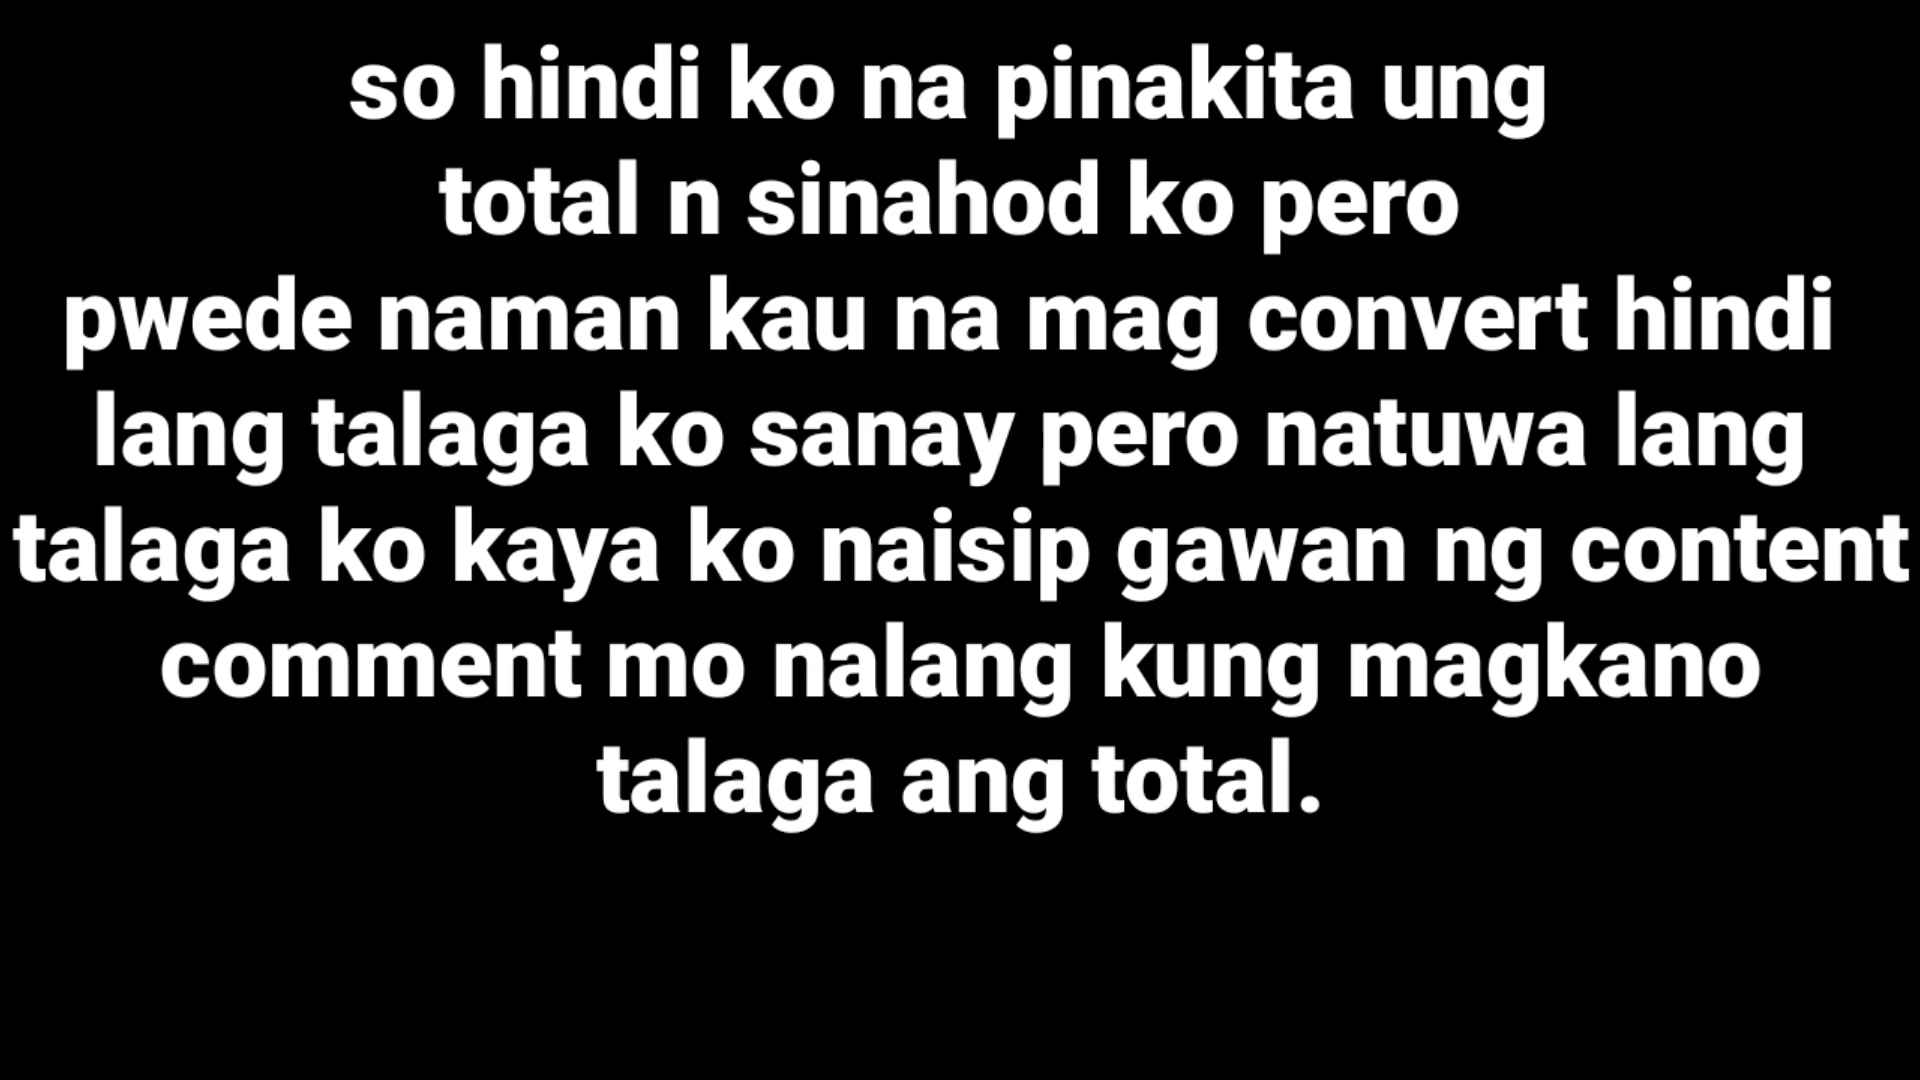 so hindi ko na pinakita ung
total n sinahod ko pero
pwede naman kau na mag convert hindi
lang talaga ko sanay pero natuwa lang
talaga ko kaya ko naisip gawan ng content
comment mo nalang kung magkano
talaga ang total.